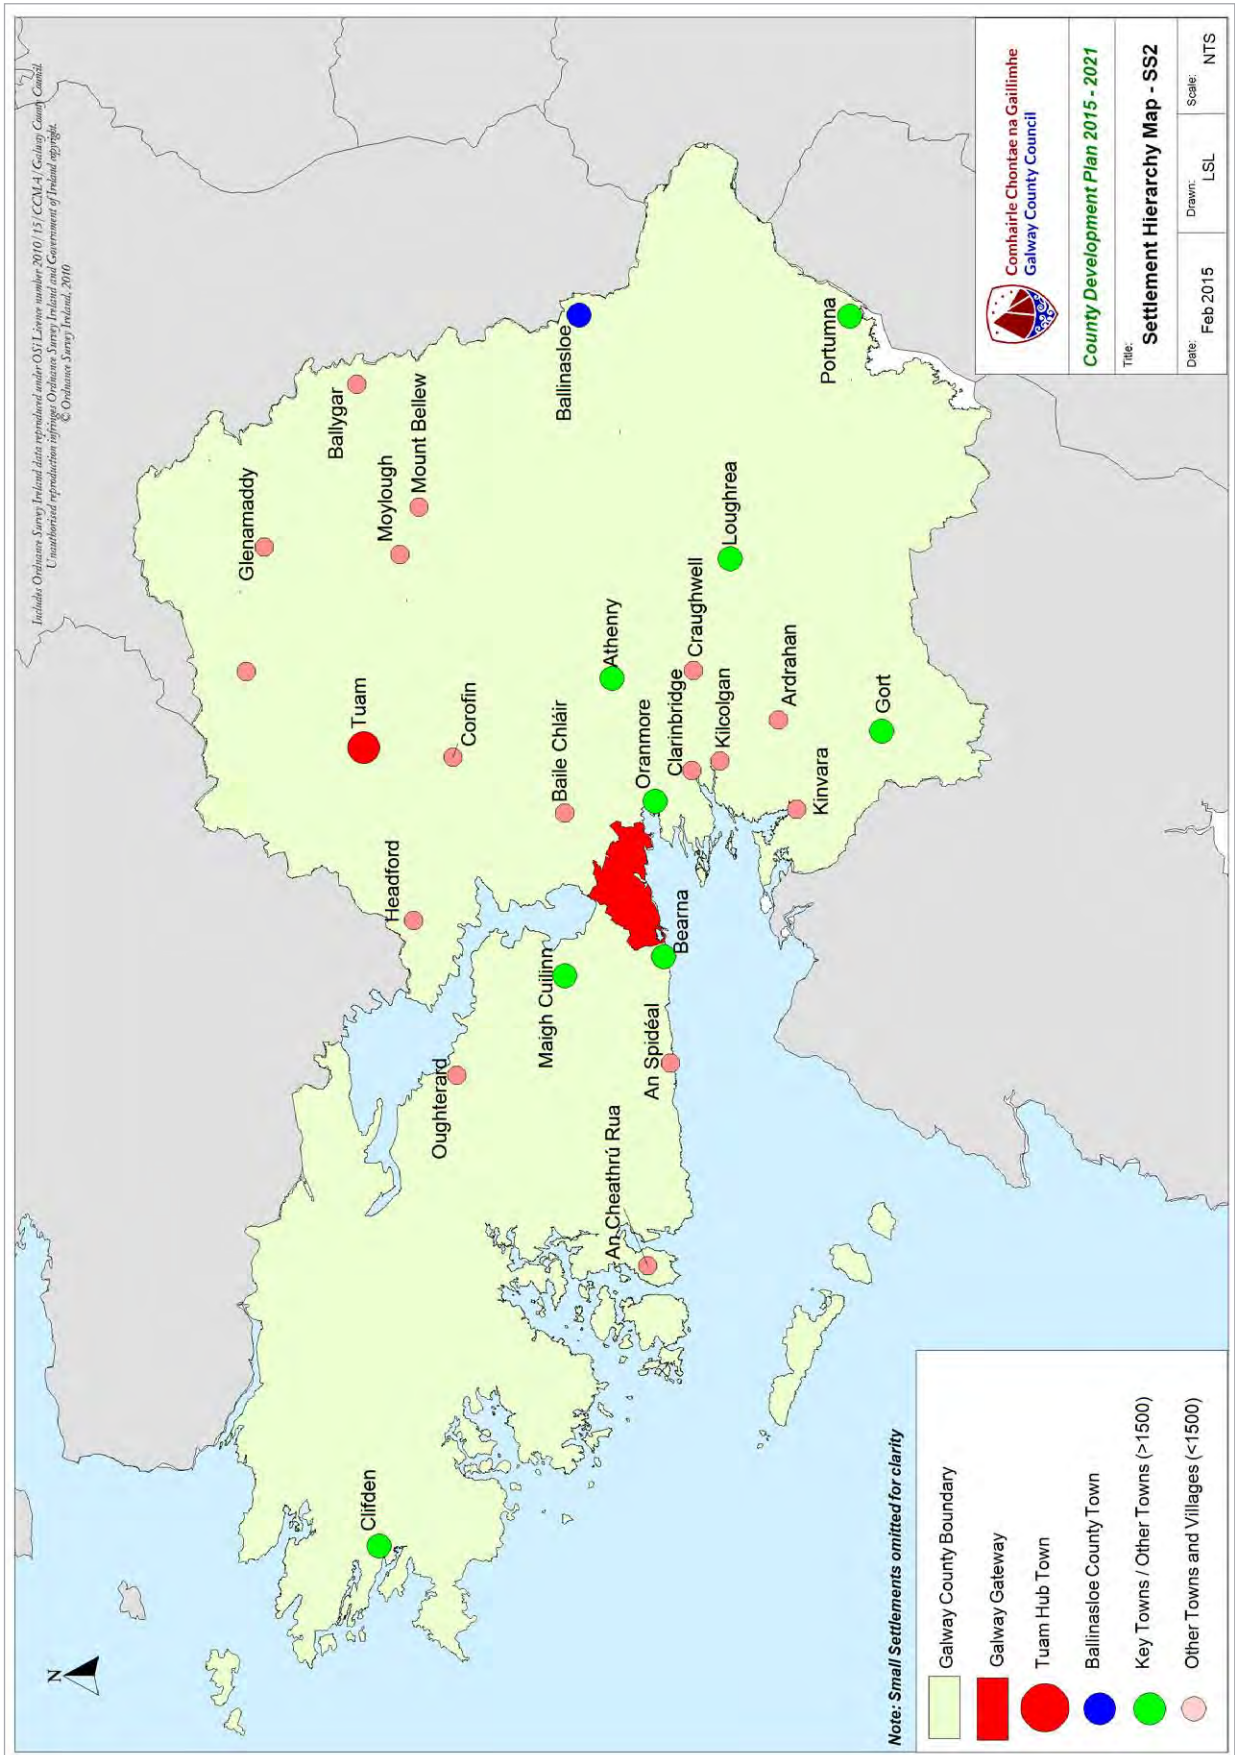 Includes Ordnance Survey Ireland data reproduced under OSi Licence number 2010/15/CCMA/Galway County Council.
Unauthorised reproduction infringes Ordnance Survey Ireland and Government of Ireland copyright.
© Ordnance Survey Ireland, 2010
N
Glenamaddy
Ballygar
Tuam
Moylough
Mount Bellew
Headford
Clifden
Corofin
Oughterard
Baile Chláir
Maigh Cuilinn
Ballinasloe
Athenry
Oranmore
An Cheathrú Rua
An Spidéal
Bearna
Clarinbridge
Craughwell
Kilcolgan
Loughrea
Ardrahan
Kinvara
Portumna
Gort
Note: Small Settlements omitted for clarity
Galway County Boundary
Galway Gateway
Tuam Hub Town
Ballinasloe County Town
Key Towns / Other Towns (>1500)
Other Towns and Villages (<1500)
Comhairle Chontae na Gaillimhe
Galway County Council
County Development Plan 2015 - 2021
Title:
Settlement Hierarchy Map - SS2
Date: Feb 2015
Drawn: LSL
Scale: NTS